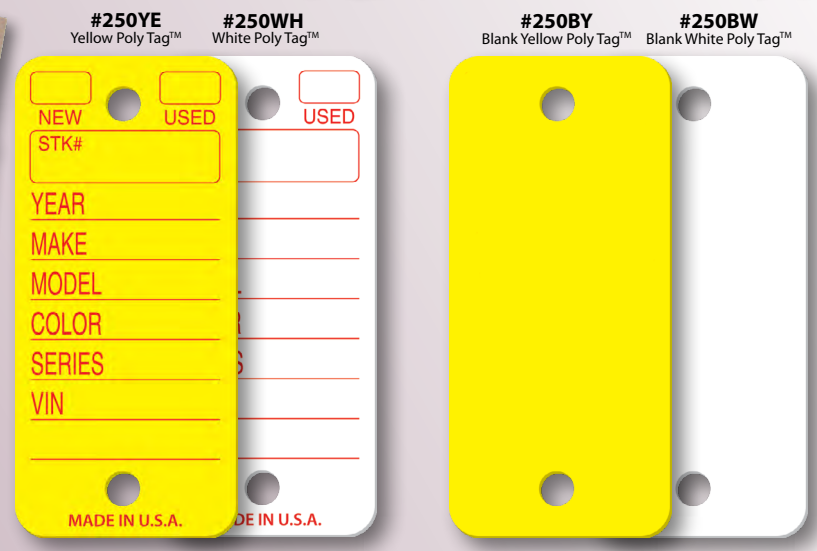 #250YE
Yellow Poly Tag™
#250WH
White Poly Tag™
#250BY
Blank Yellow Poly Tag™
#250BW
Blank White Poly Tag™
NEW
USED
STK#
YEAR
MAKE
MODEL
COLOR
SERIES
VIN
MADE IN U.S.A.
USED
DE IN U.S.A.